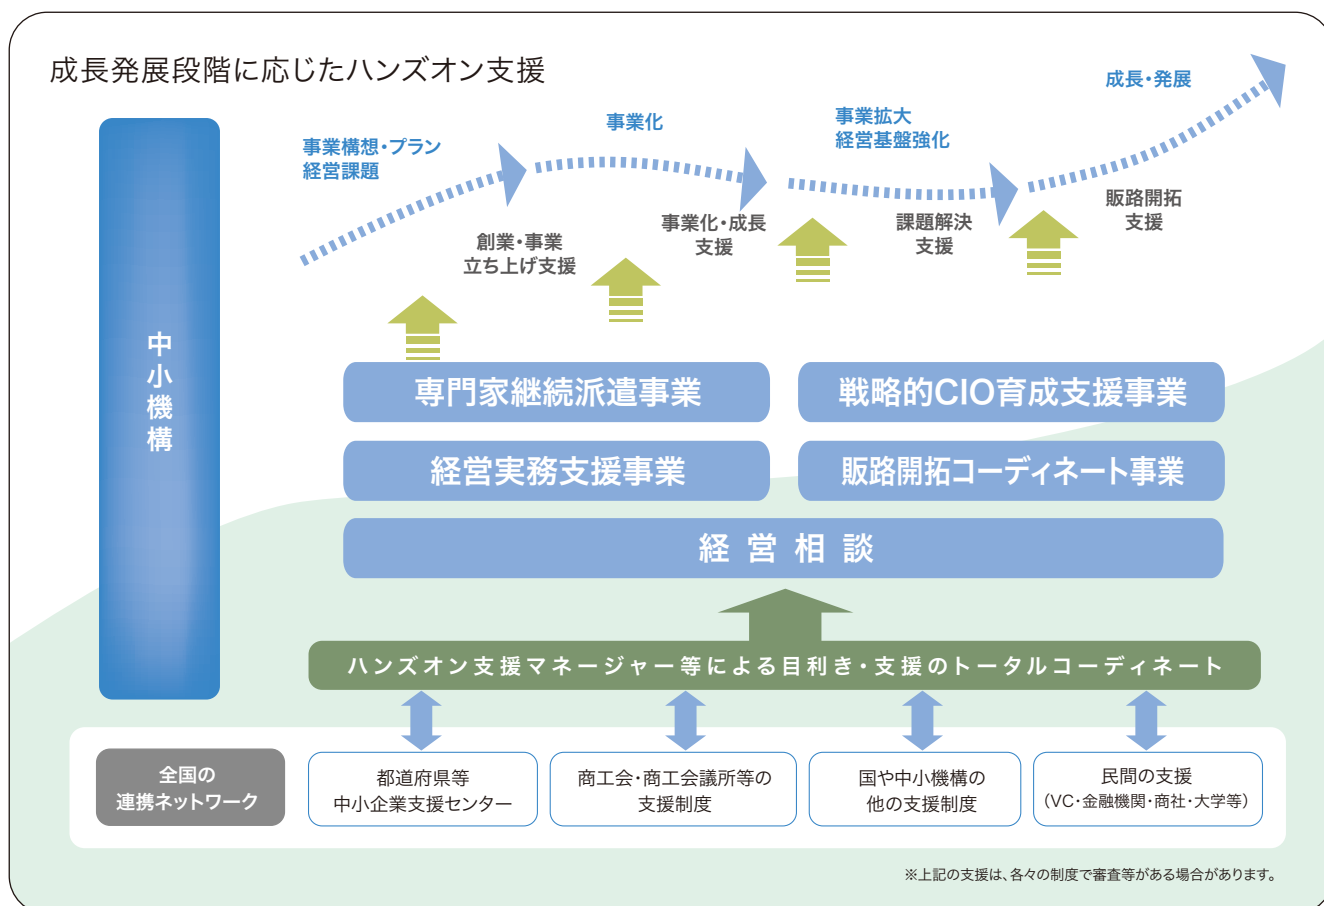 成長発展段階に応じたハンズオン支援
中小機構
事業構想・プラン
経営課題
事業化
事業拡大
経営基盤強化
成長・発展
創業・事業
立ち上げ支援
事業化・成長
支援
課題解決
支援
販路開拓
支援
専門家継続派遣事業
戦略的CIO育成支援事業
経営実務支援事業
販路開拓コーディネート事業
経営相談
ハンズオン支援マネージャー等による目利き・支援のトータルコーディネート
全国の
連携ネットワーク
都道府県等
中小企業支援センター
商工会・商工会議所等の
支援制度
国や中小機構の
他の支援制度
民間の支援
（VC・金融機関・商社・大学等）
※上記の支援は、各々の制度で審査等がある場合があります。